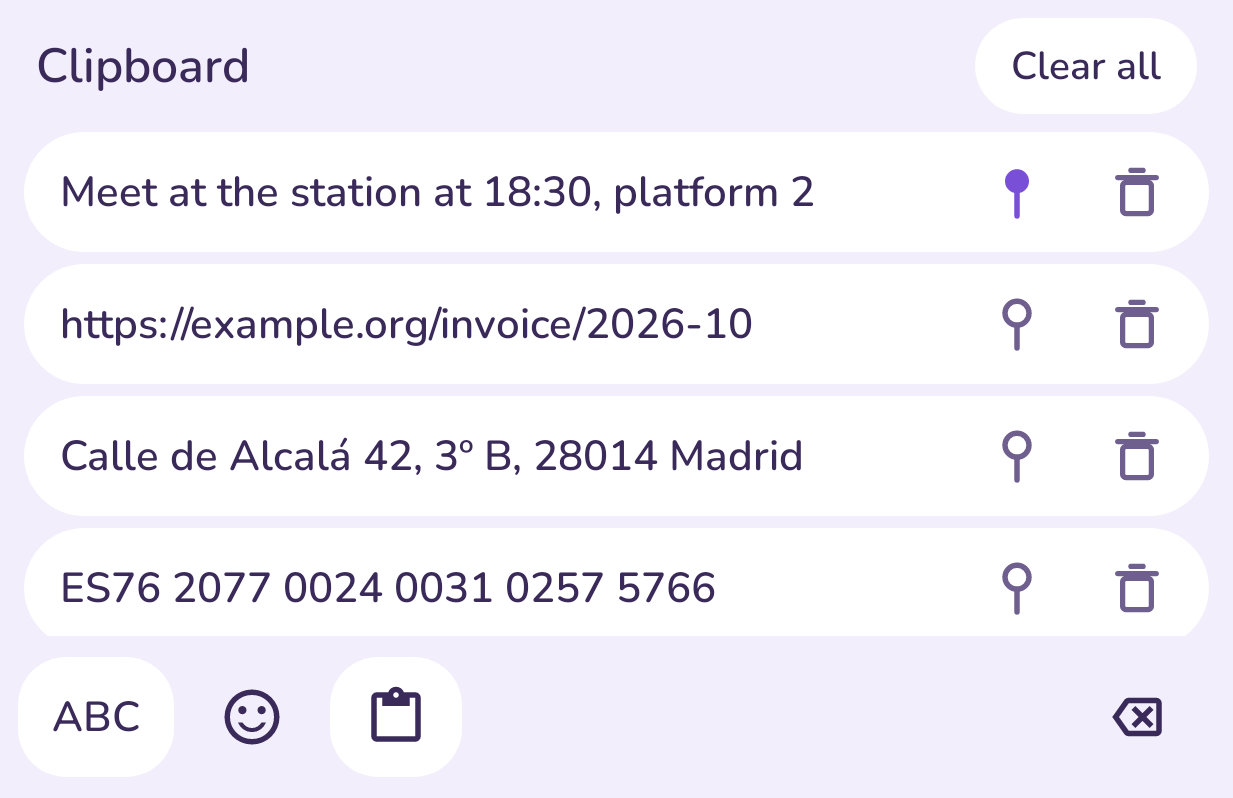 Clipboard
Clear all
Meet at the station at 18:30, platform 2
https://example.org/invoice/2026-10
Calle de Alcalá 42, 3º B, 28014 Madrid
ES76 2077 0024 0031 0257 5766
ABC